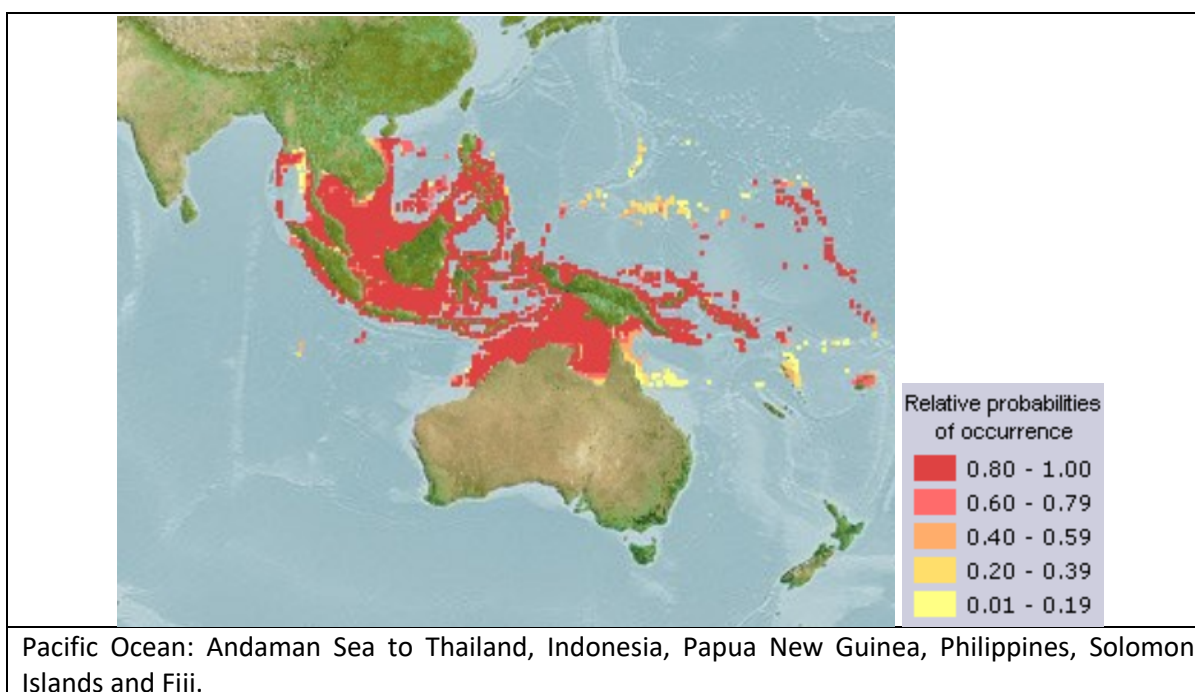 Relative probabilities
of occurrence
0.80 - 1.00
0.60 - 0.79
0.40 - 0.59
0.20 - 0.39
0.01 - 0.19
Pacific Ocean: Andaman Sea to Thailand, Indonesia, Papua New Guinea, Philippines, Solomon
Islands and Fiji.